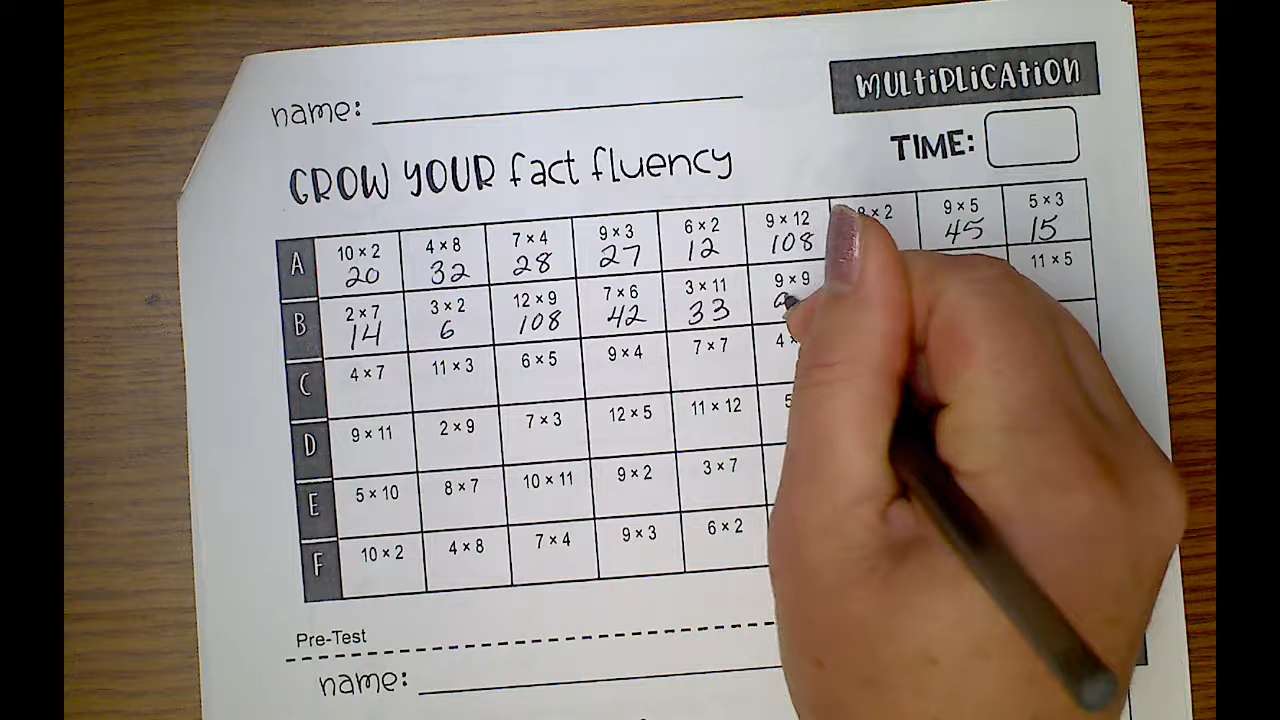 MULTIPLICATION
name:
TIME:
GROW YOUR fact fluency
A 10 × 2 4 × 8 7 × 4 9 × 3 6 × 2 9 × 12 8 × 2 9 × 5 5 × 3
20 32 28 27 12 108 45 15
B 2 × 7 3 × 2 12 × 9 7 × 6 3 × 11 9 × 9 11 × 5
14 6 108 42 33
C 4 × 7 11 × 3 6 × 5 9 × 4 7 × 7 4
D 9 × 11 2 × 9 7 × 3 12 × 5 11 × 12 5
E 5 × 10 8 × 7 10 × 11 9 × 2 3 × 7
F 10 × 2 4 × 8 7 × 4 9 × 3 6 × 2
Pre-Test
name: